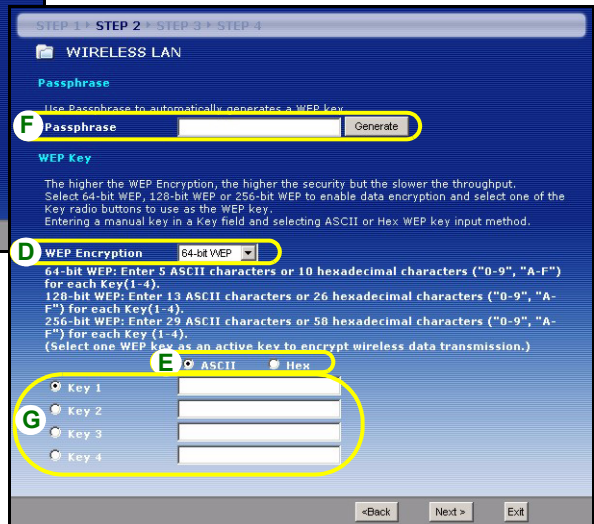 STEP 1 ▸ STEP 2 ▸ STEP 3 ▸ STEP 4
WIRELESS LAN
Passphrase
Use Passphrase to automatically generates a WEP key.
F Passphrase Generate
WEP Key
The higher the WEP Encryption, the higher the security but the slower the throughput.
Select 64-bit WEP, 128-bit WEP or 256-bit WEP to enable data encryption and select one of the
Key radio buttons to use as the WEP key.
Entering a manual key in a Key field and selecting ASCII or Hex WEP key input method.
D WEP Encryption 64-bit WEP
64-bit WEP: Enter 5 ASCII characters or 10 hexadecimal characters ("0-9", "A-F")
for each Key(1-4).
128-bit WEP: Enter 13 ASCII characters or 26 hexadecimal characters ("0-9", "A-
F") for each Key(1-4).
256-bit WEP: Enter 29 ASCII characters or 58 hexadecimal characters ("0-9", "A-
F") for each Key (1-4).
(Select one WEP key as an active key to encrypt wireless data transmission.)
E ASCII Hex
Key 1
G Key 2
Key 3
Key 4
<Back Next > Exit